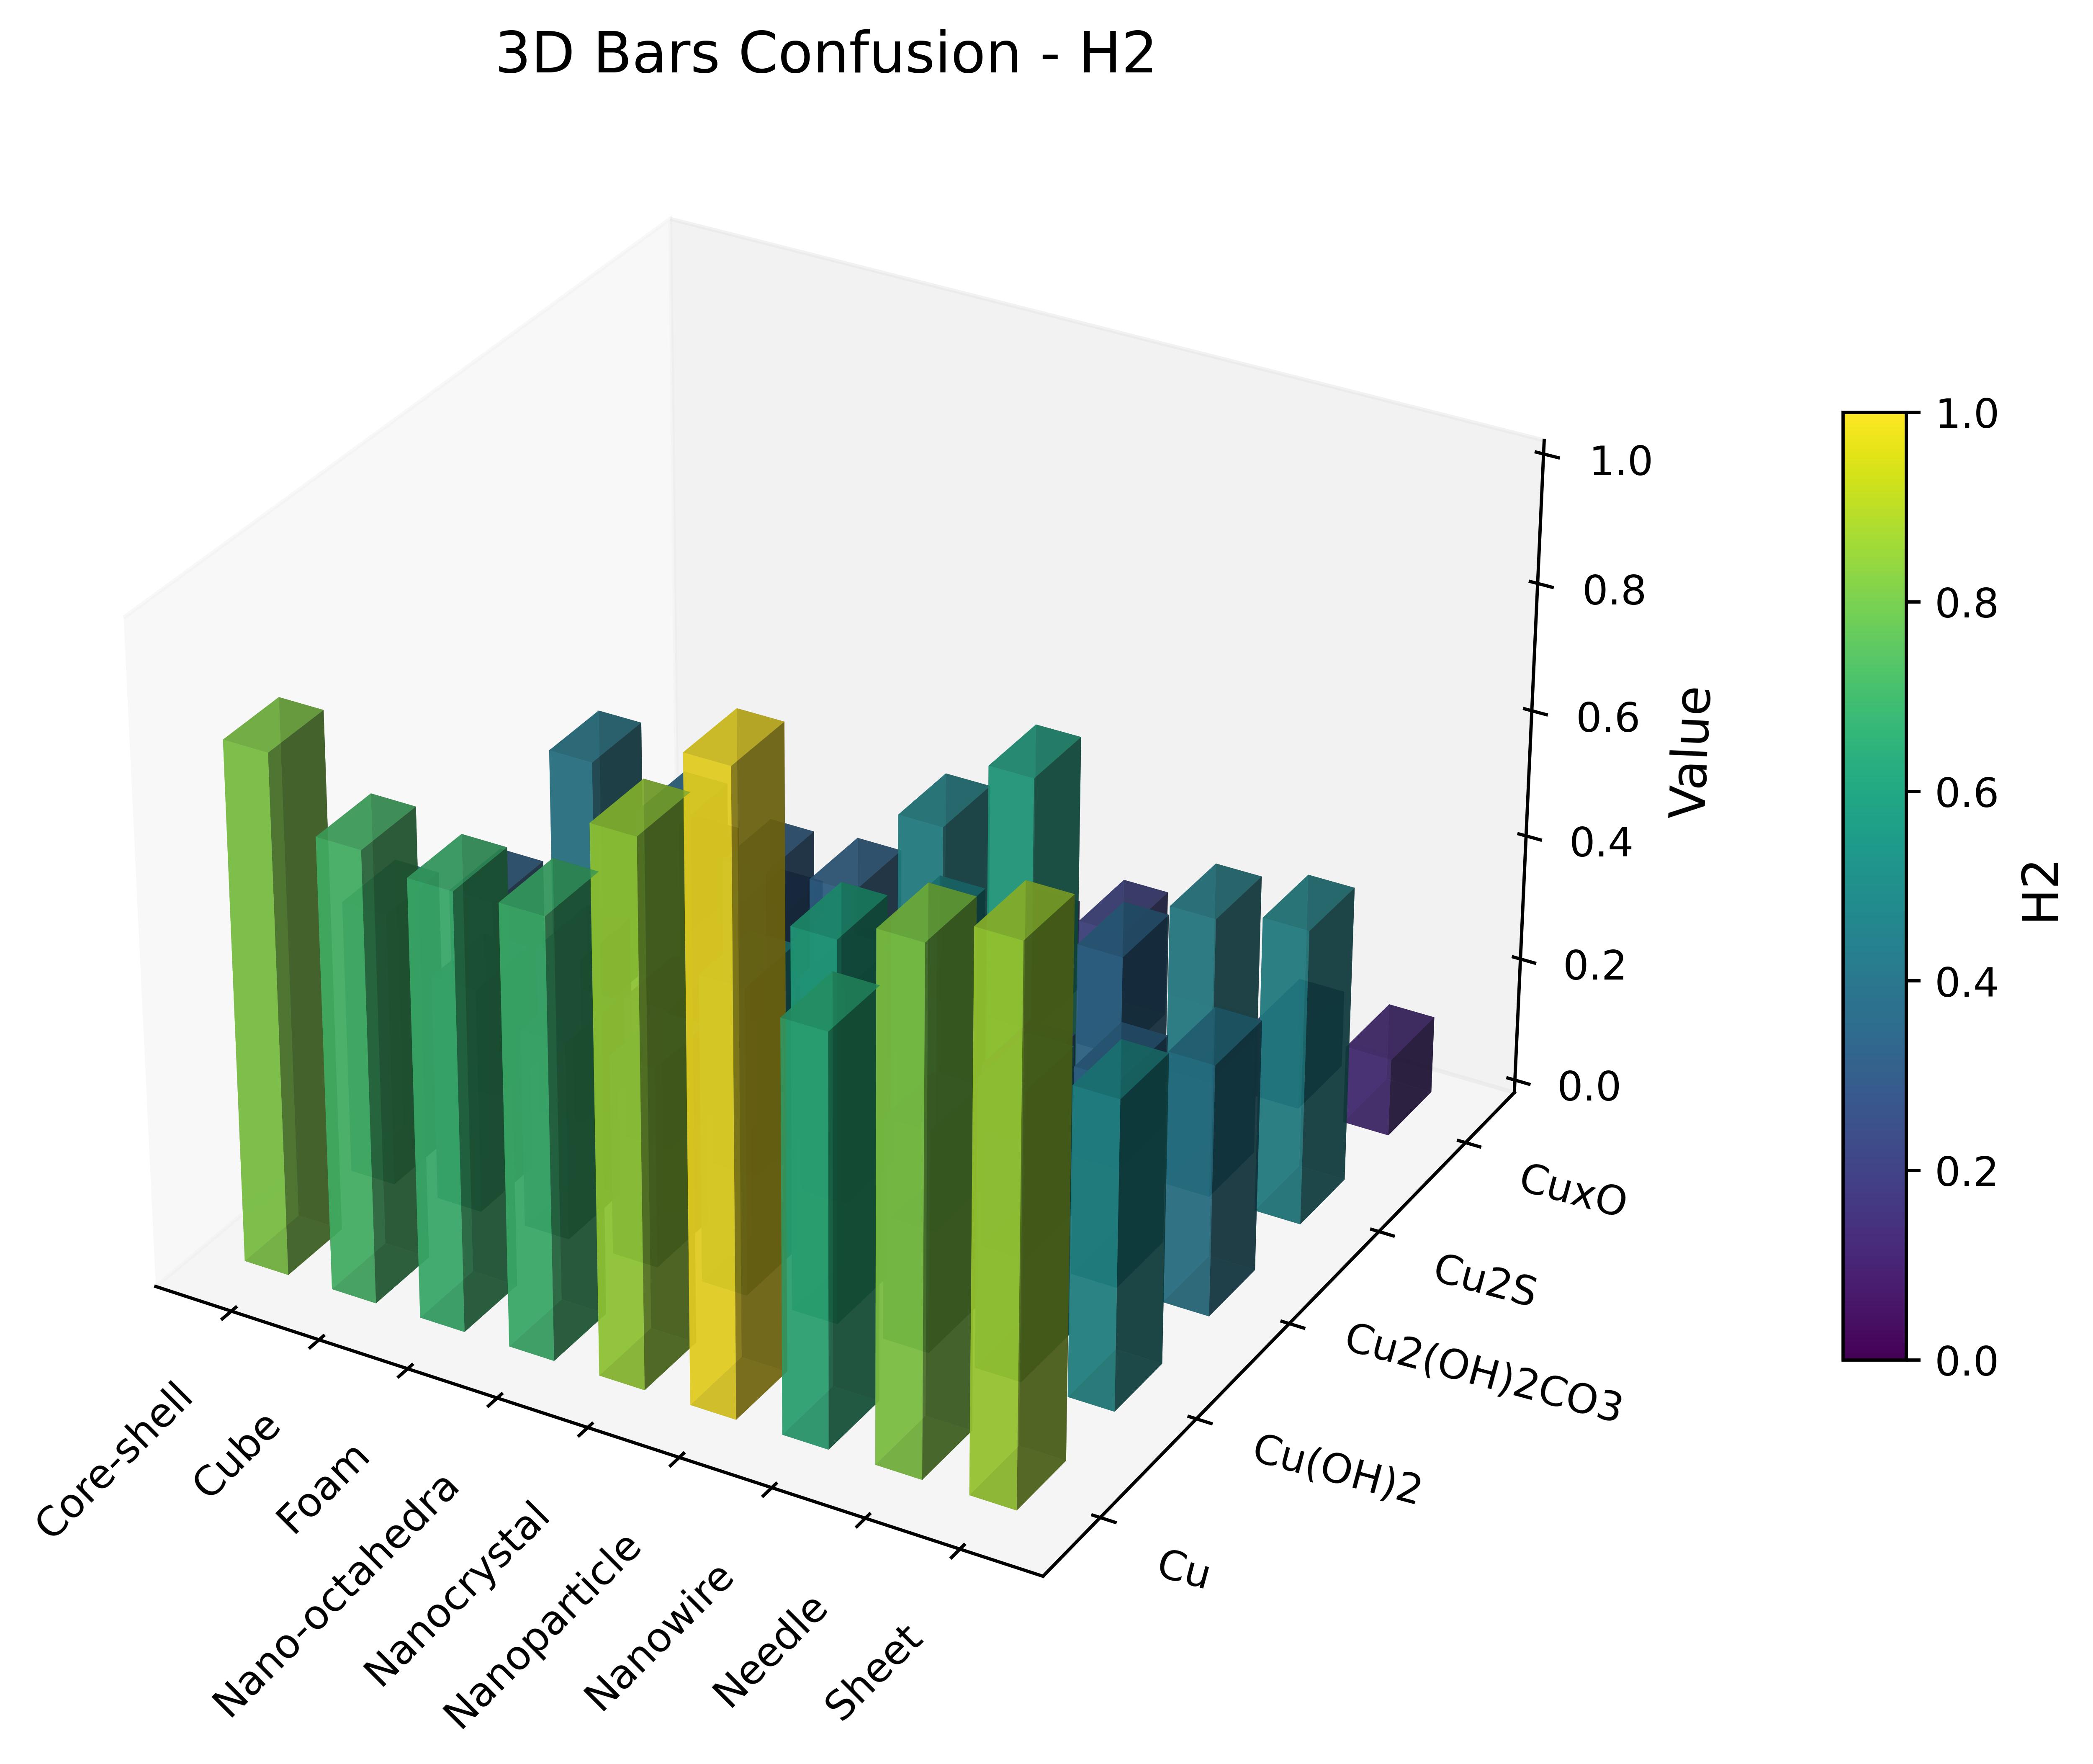 3D Bars Confusion - H2
1.0
0.8
0.6
0.4
0.2
0.0
Value
CuxO
Cu2S
Cu2(OH)2CO3
Cu(OH)2
Cu
Core-shell
Cube
Foam
Nano-octahedra
Nanocrystal
Nanoparticle
Nanowire
Needle
Sheet
1.0
0.8
0.6
0.4
0.2
0.0
H2